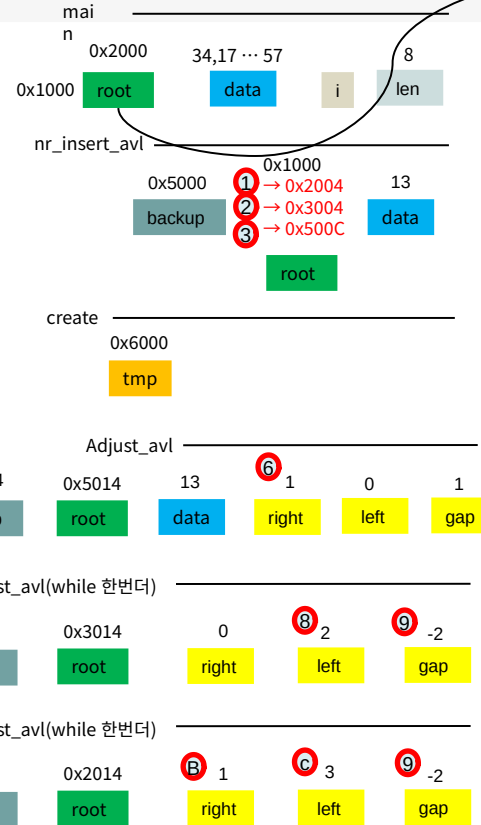 mai
n
0x2000
34,17 … 57
8
0x1000
root
data
i
len
nr_insert_avl
0x1000
0x5000
1 → 0x2004
13
2 → 0x3004
backup
data
3 → 0x500C
root
create
0x6000
tmp
Adjust_avl
6
4
0x5014
13
1
0
1
root
data
right
left
gap
st_avl(while 한번더)
8
9
0x3014
0
2
-2
root
right
left
gap
st_avl(while 한번더)
B
c
9
0x2014
1
3
-2
root
right
left
gap